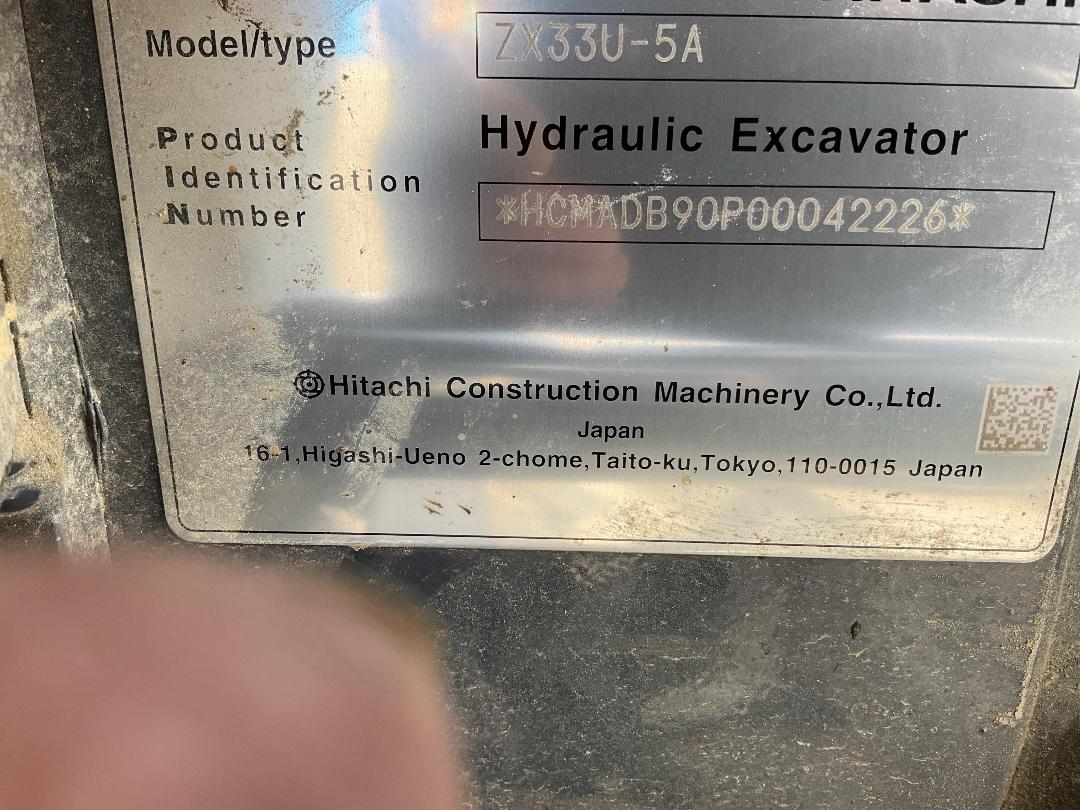 HITACHI
Model/type ZX33U-5A
Product Hydraulic Excavator
Identification
Number *HCMADB90P00042226*
Hitachi Construction Machinery Co.,Ltd.
Japan
16-1,Higashi-Ueno 2-chome,Taito-ku,Tokyo,110-0015 Japan